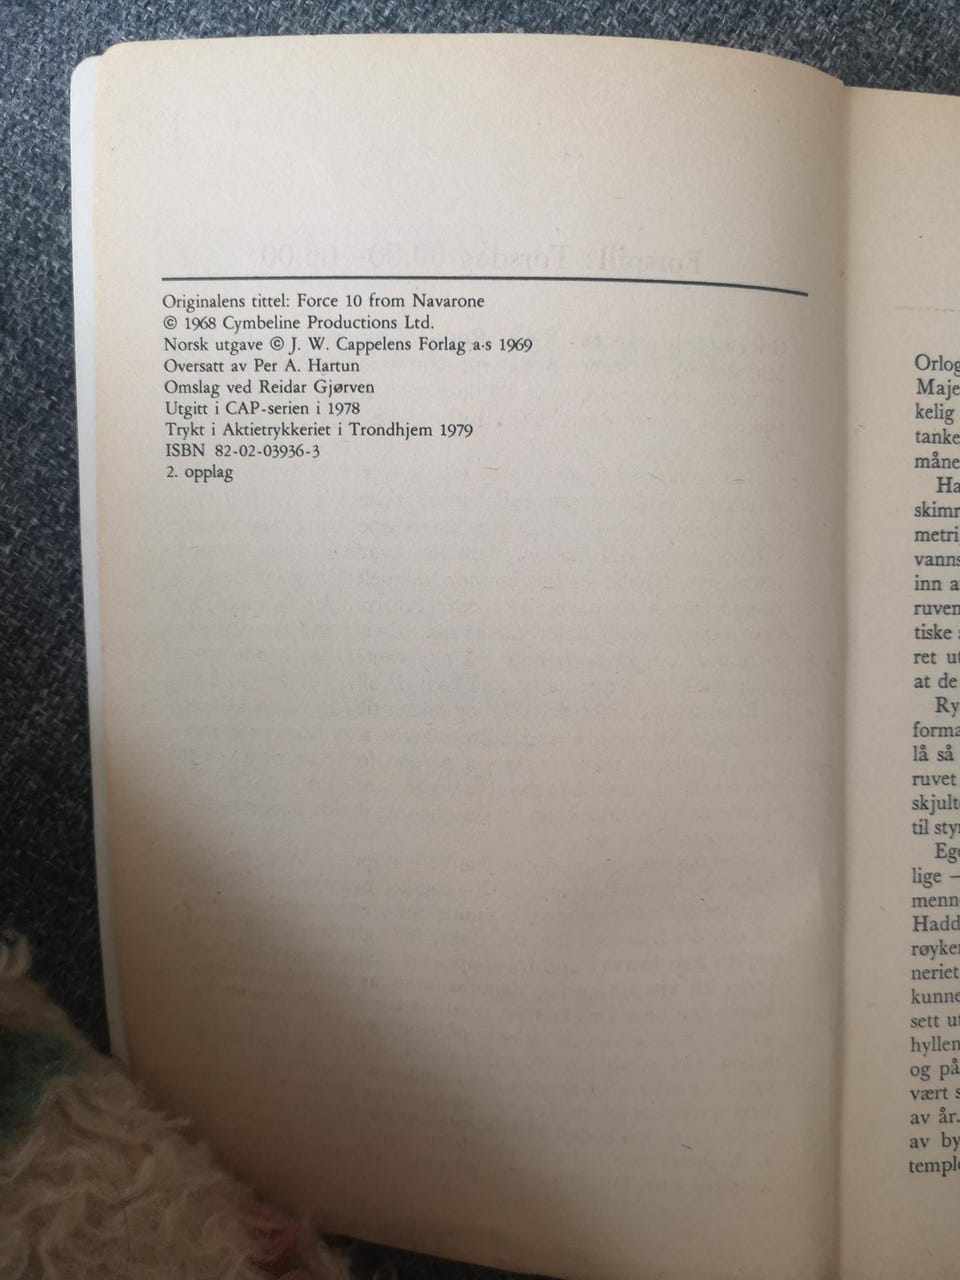 Originalens tittel: Force 10 from Navarone
© 1968 Cymbeline Productions Ltd.
Norsk utgave © J. W. Cappelens Forlag a·s 1969
Oversatt av Per A. Hartun
Omslag ved Reidar Gjørven
Utgitt i CAP-serien i 1978
Trykt i Aktietrykkeriet i Trondhjem 1979
ISBN 82-02-03936-3
2. opplag
Orlog
Maje
kelig
tanke
måne
Ha
skimr
metri
vanns
inn a
ruven
tiske s
ret ut
at de
Ry
forma
lå så
ruvet
skjult
til styr
Ege
lige —
menn
Hadd
røyke
neriet
kunne
sett ut
hyllen
og på
vært s
av år.
av by
temple